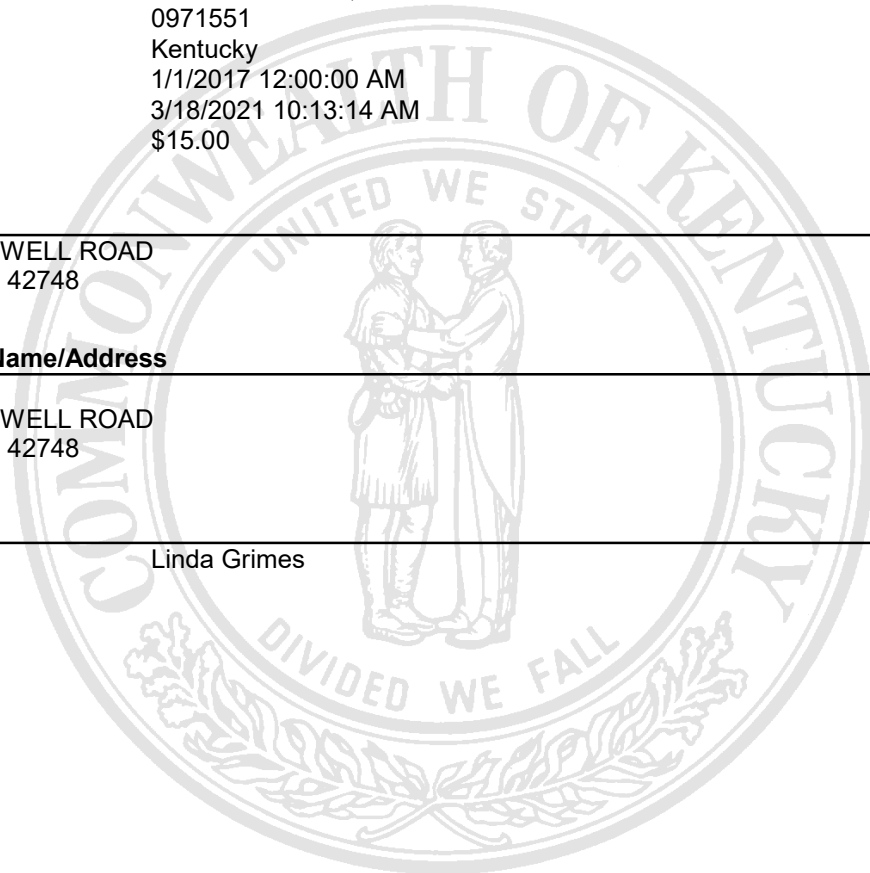 0971551
Kentucky
1/1/2017 12:00:00 AM
3/18/2021 10:13:14 AM
$15.00
WELL ROAD
42748
Name/Address
WELL ROAD
42748
Linda Grimes
COMMONWEALTH OF KENTUCKY
UNITED WE STAND
DIVIDED WE FALL